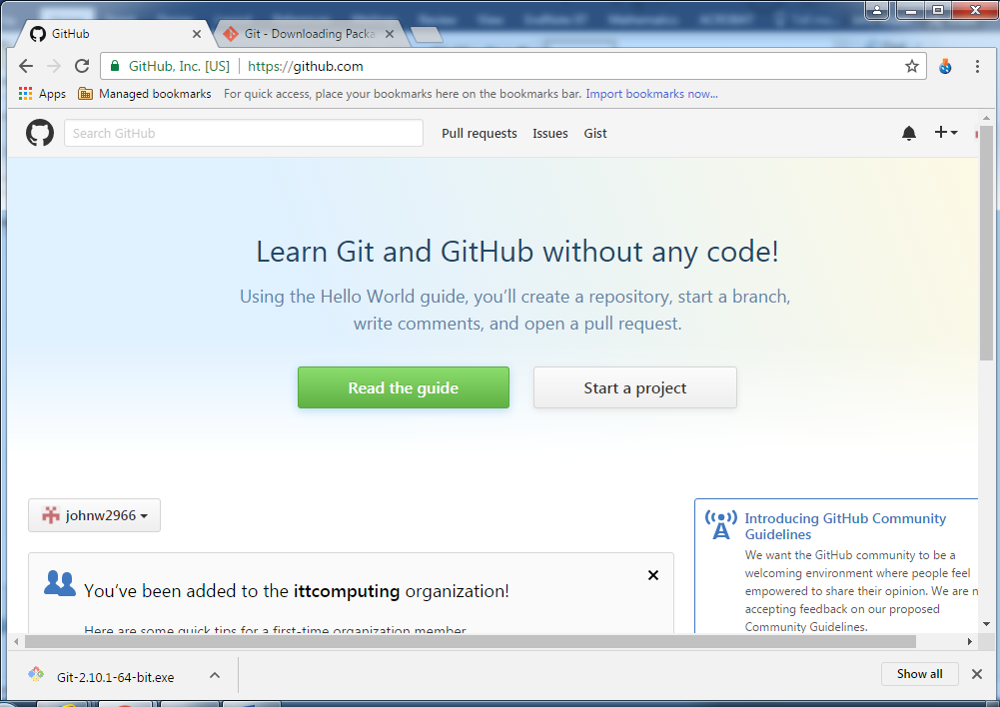 GitHub
Git - Downloading Packa
GitHub, Inc. [US] https://github.com
Apps Managed bookmarks For quick access, place your bookmarks here on the bookmarks bar. Import bookmarks now...
Search GitHub Pull requests Issues Gist
Learn Git and GitHub without any code!
Using the Hello World guide, you’ll create a repository, start a branch,
write comments, and open a pull request.
Read the guide
Start a project
johnw2966
You’ve been added to the ittcomputing organization!
Here are some quick tips for a first-time organization member.
Introducing GitHub Community
Guidelines
We want the GitHub community to be a
welcoming environment where people feel
empowered to share their opinion. We are n
accepting feedback on our proposed
Community Guidelines.
Git-2.10.1-64-bit.exe
Show all